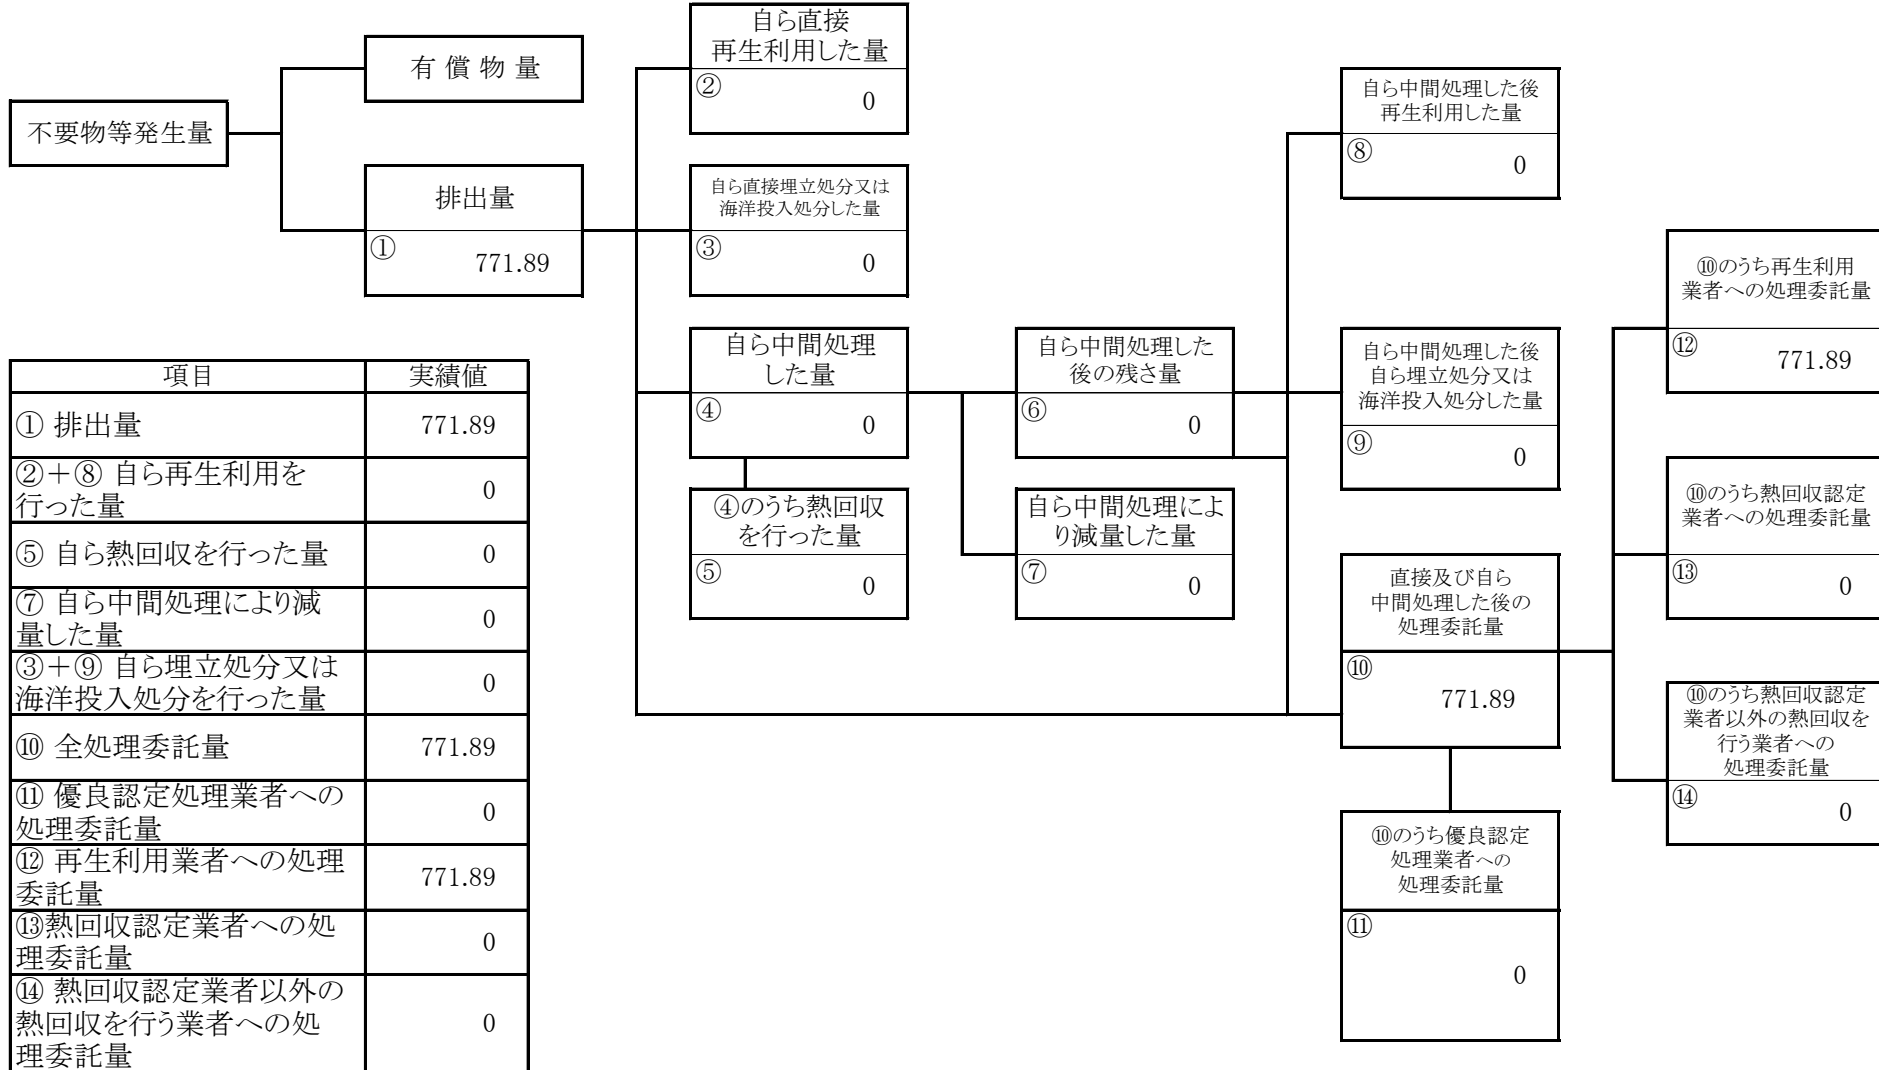 不要物等発生量
有 償 物 量
排出量
①
771.89
自ら直接
再生利用した量
②
0
自ら直接埋立処分又は
海洋投入処分した量
③
0
自ら中間処理
した量
④
0
④のうち熱回収
を行った量
⑤
0
自ら中間処理した
後の残さ量
⑥
0
自ら中間処理によ
り減量した量
⑦
0
自ら中間処理した後
再生利用した量
⑧
0
自ら中間処理した後
自ら埋立処分又は
海洋投入処分した量
⑨
0
直接及び自ら
中間処理した後の
処理委託量
⑩
771.89
⑩のうち優良認定
処理業者への
処理委託量
⑪
0
⑩のうち再生利用
業者への処理委託量
⑫
771.89
⑩のうち熱回収認定
業者への処理委託量
⑬
0
⑩のうち熱回収認定
業者以外の熱回収を
行う業者への
処理委託量
⑭
0
項目 実績値
① 排出量 771.89
②＋⑧ 自ら再生利用を
行った量 0
⑤ 自ら熱回収を行った量 0
⑦ 自ら中間処理により減
量した量 0
③＋⑨ 自ら埋立処分又は
海洋投入処分を行った量 0
⑩ 全処理委託量 771.89
⑪ 優良認定処理業者への
処理委託量 0
⑫ 再生利用業者への処理
委託量 771.89
⑬熱回収認定業者への処
理委託量 0
⑭ 熱回収認定業者以外の
熱回収を行う業者への処
理委託量 0